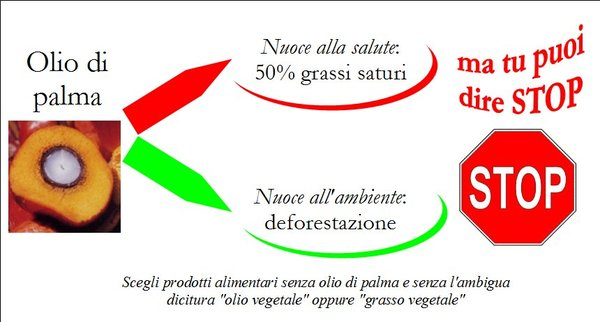 Olio di
palma
Nuoce alla salute:
50% grassi saturi
ma tu puoi
dire STOP
STOP
Nuoce all'ambiente:
deforestazione
Scegli prodotti alimentari senza olio di palma e senza l'ambigua
dicitura "olio vegetale" oppure "grasso vegetale"